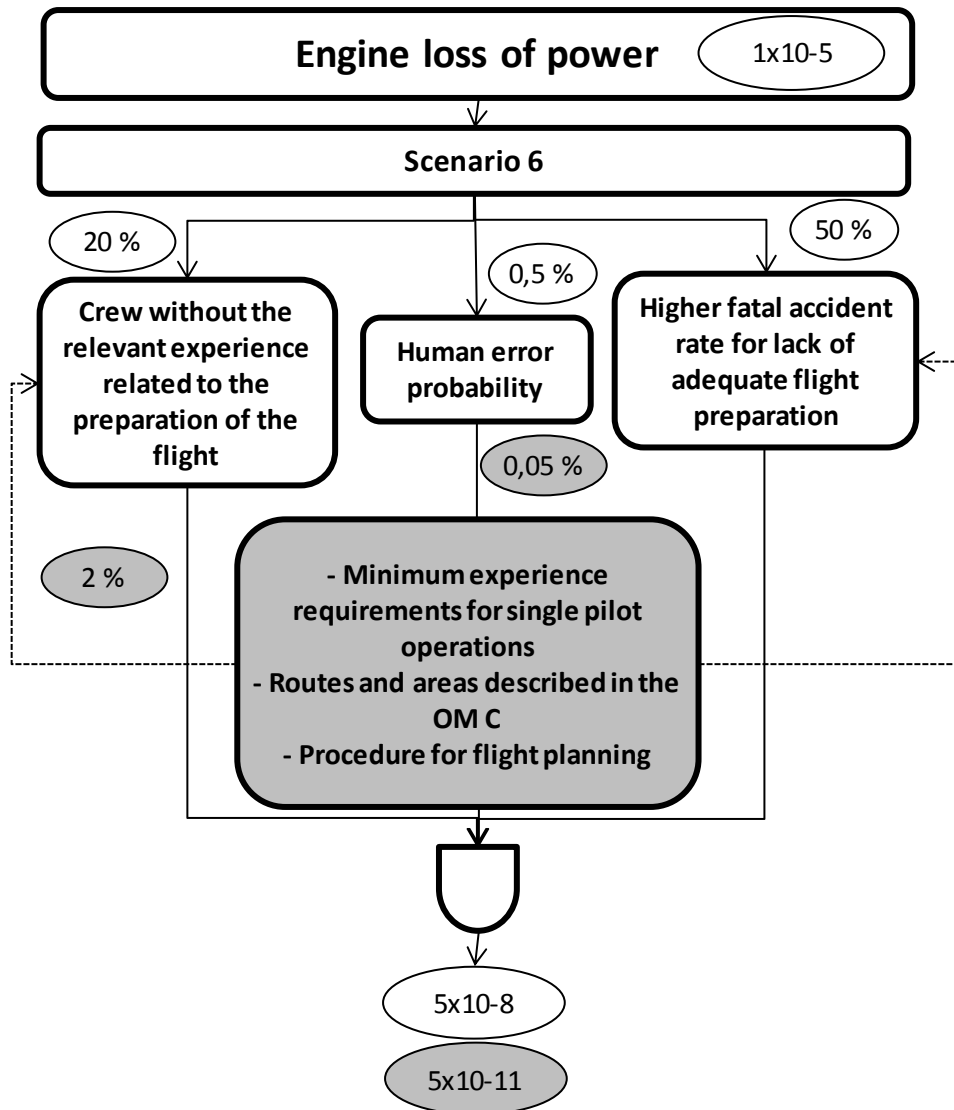 Engine loss of power
1x10-5
Scenario 6
20 %
0,5 %
50 %
Crew without the
relevant experience
related to the
preparation of the
flight
Human error
probability
Higher fatal accident
rate for lack of
adequate flight
preparation
0,05 %
2 %
- Minimum experience
requirements for single pilot
operations
- Routes and areas described in the
OM C
- Procedure for flight planning
5x10-8
5x10-11